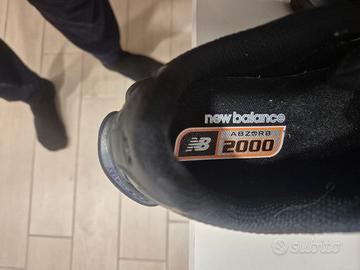 new balance
ABZORB
NB 2000
Subito